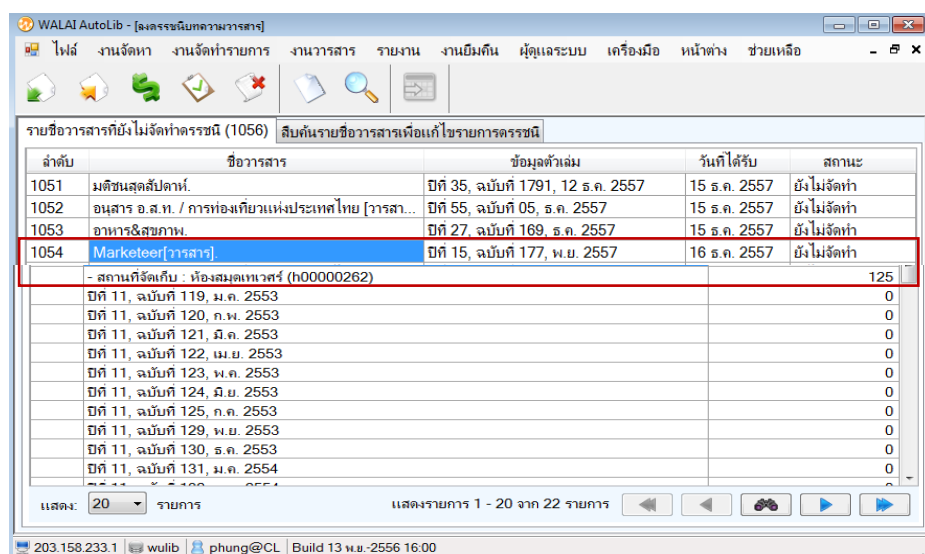 WALAI AutoLib - [ลงดรรชนีบทความวารสาร]
ไฟล์ งานจัดหา งานจัดทำรายการ งานวารสาร รายงาน งานยืมคืน ผู้ดูแลระบบ เครื่องมือ หน้าต่าง ช่วยเหลือ
รายชื่อวารสารที่ยังไม่จัดทำดรรชนี (1056) สืบค้นรายชื่อวารสารเพื่อแก้ไขรายการดรรชนี
ลำดับ ชื่อวารสาร ข้อมูลตัวเล่ม วันที่ได้รับ สถานะ
1051 มติชนสุดสัปดาห์. ปีที่ 35, ฉบับที่ 1791, 12 ธ.ค. 2557 15 ธ.ค. 2557 ยังไม่จัดทำ
1052 อนุสาร อ.ส.ท. / การท่องเที่ยวแห่งประเทศไทย [วารสา... ปีที่ 55, ฉบับที่ 05, ธ.ค. 2557 15 ธ.ค. 2557 ยังไม่จัดทำ
1053 อาหาร&สุขภาพ. ปีที่ 27, ฉบับที่ 169, ธ.ค. 2557 15 ธ.ค. 2557 ยังไม่จัดทำ
1054 Marketeer[วารสาร]. ปีที่ 15, ฉบับที่ 177, พ.ย. 2557 16 ธ.ค. 2557 ยังไม่จัดทำ
- สถานที่จัดเก็บ : ห้องสมุดเทเวศร์ (h00000262) 125
ปีที่ 11, ฉบับที่ 119, ม.ค. 2553 0
ปีที่ 11, ฉบับที่ 120, ก.พ. 2553 0
ปีที่ 11, ฉบับที่ 121, มี.ค. 2553 0
ปีที่ 11, ฉบับที่ 122, เม.ย. 2553 0
ปีที่ 11, ฉบับที่ 123, พ.ค. 2553 0
ปีที่ 11, ฉบับที่ 124, มิ.ย. 2553 0
ปีที่ 11, ฉบับที่ 125, ก.ค. 2553 0
ปีที่ 11, ฉบับที่ 129, พ.ย. 2553 0
ปีที่ 11, ฉบับที่ 130, ธ.ค. 2553 0
ปีที่ 11, ฉบับที่ 131, ม.ค. 2554 0
แสดง: 20 รายการ แสดงรายการ 1 - 20 จาก 22 รายการ
203.158.233.1 wulib phung@CL Build 13 พ.ย.-2556 16:00